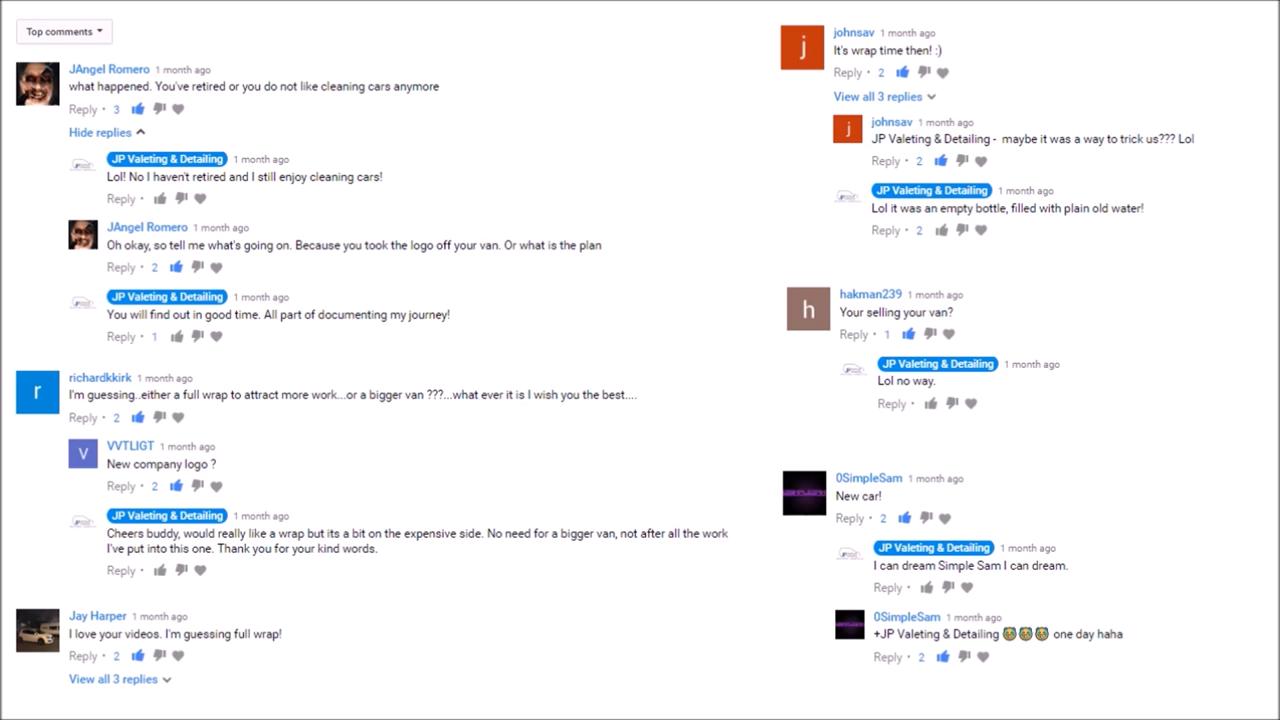 Top comments
JAngel Romero 1 month ago
what happened. You've retired or you do not like cleaning cars anymore
Reply • 3
Hide replies
JP Valeting & Detailing 1 month ago
Lol! No I haven't retired and I still enjoy cleaning cars!
Reply •
JAngel Romero 1 month ago
Oh okay, so tell me what's going on. Because you took the logo off your van. Or what is the plan
Reply • 2
JP Valeting & Detailing 1 month ago
You will find out in good time. All part of documenting my journey!
Reply • 1
r
richardkkirk 1 month ago
I'm guessing..either a full wrap to attract more work...or a bigger van ???...what ever it is I wish you the best....
Reply • 2
V
VVTLIGT 1 month ago
New company logo ?
Reply • 2
JP Valeting & Detailing 1 month ago
Cheers buddy, would really like a wrap but its a bit on the expensive side. No need for a bigger van, not after all the work
I've put into this one. Thank you for your kind words.
Reply •
Jay Harper 1 month ago
I love your videos. I'm guessing full wrap!
Reply • 2
View all 3 replies
j
johnsav 1 month ago
It's wrap time then! :)
Reply • 2
View all 3 replies
j
johnsav 1 month ago
JP Valeting & Detailing - maybe it was a way to trick us??? Lol
Reply • 2
JP Valeting & Detailing 1 month ago
Lol it was an empty bottle, filled with plain old water!
Reply • 2
h
hakman239 1 month ago
Your selling your van?
Reply • 1
JP Valeting & Detailing 1 month ago
Lol no way.
Reply •
0SimpleSam 1 month ago
New car!
Reply • 2
JP Valeting & Detailing 1 month ago
I can dream Simple Sam I can dream.
Reply •
0SimpleSam 1 month ago
+JP Valeting & Detailing 😹😹😹 one day haha
Reply • 2